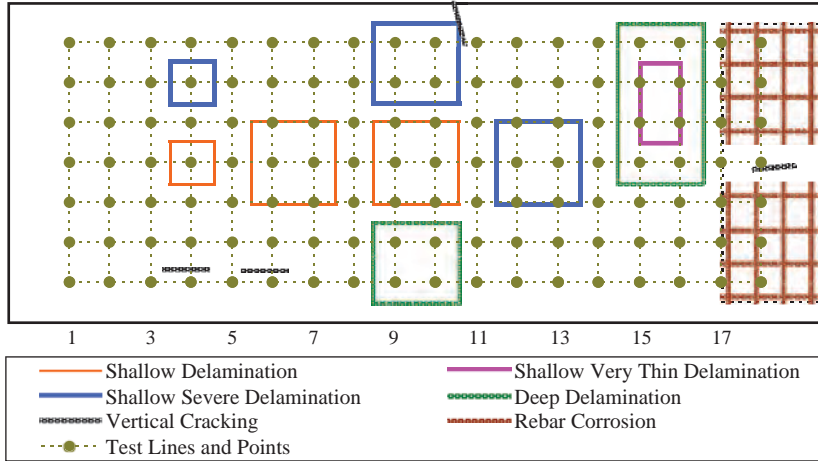 1 3 5 7 9 11 13 15 17
Shallow Delamination Shallow Very Thin Delamination
Shallow Severe Delamination Deep Delamination
Vertical Cracking Rebar Corrosion
Test Lines and Points